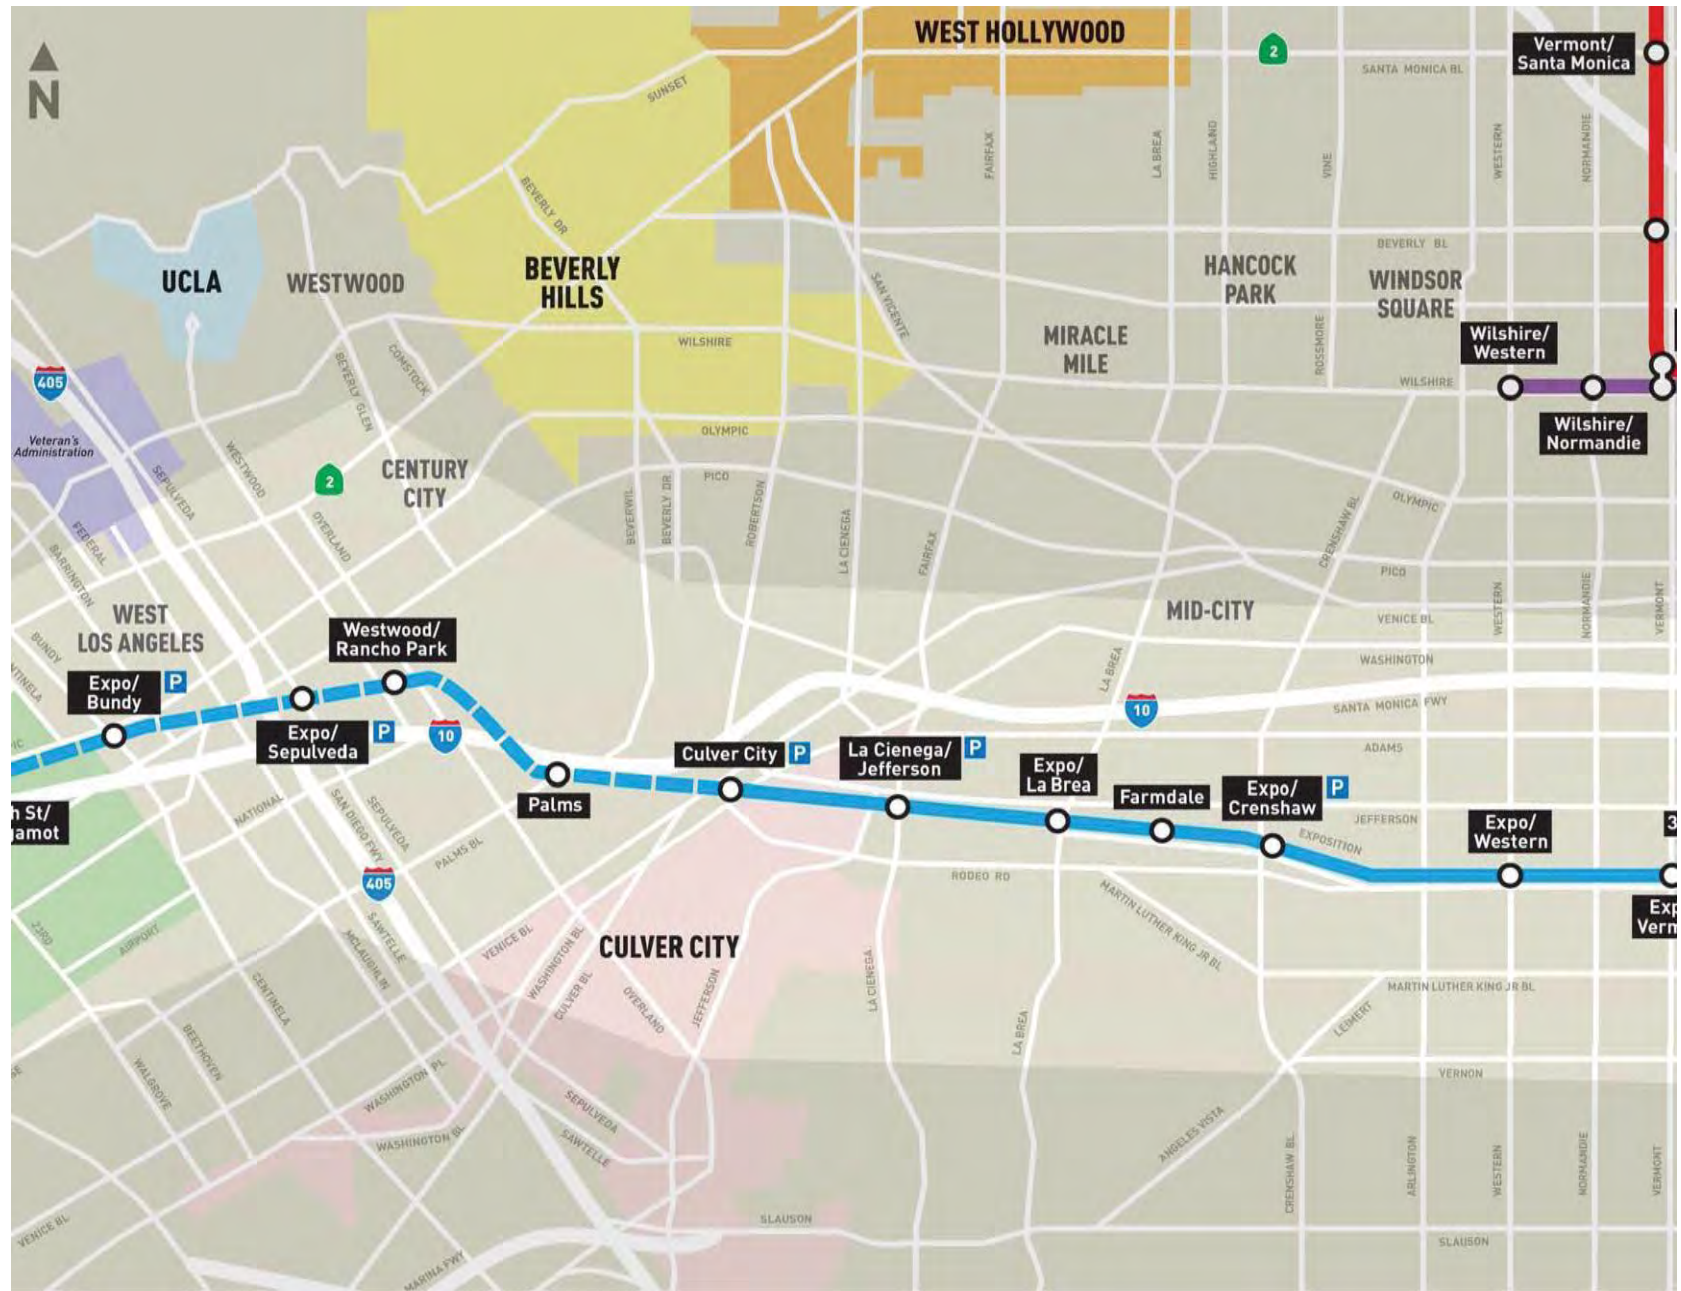 WEST HOLLYWOOD
N
2
SANTA MONICA BL
Vermont/
Santa Monica
SUNSET
FAIRFAX
LA BREA
HIGHLAND
VINE
WESTERN
NORMANDIE
BEVERLY DR
BEVERLY BL
UCLA
WESTWOOD
BEVERLY
HILLS
SAN VICENTE
HANCOCK
PARK
WINDSOR
SQUARE
MIRACLE
MILE
ROSSMORE
Wilshire/
Western
WILSHIRE
WILSHIRE
405
BEVERLY GLEN
COMSTOCK
Wilshire/
Normandie
Veteran's
Administration
OLYMPIC
SEPULVEDA
WESTWOOD
2
CENTURY
CITY
PICO
OVERLAND
BEVERWIL
BEVERLY DR
ROBERTSON
LA CIENEGA
FAIRFAX
CRENSHAW BL
OLYMPIC
FEDERAL
BARRINGTON
PICO
WESTERN
NORMANDIE
VERMONT
WEST
LOS ANGELES
BUNDY
NTINELA
MID-CITY
VENICE BL
WASHINGTON
Westwood/
Rancho Park
LA BREA
Expo/
Bundy
P
SANTA MONICA FWY
10
Expo/
Sepulveda
P
10
PIC
ADAMS
Culver City
P
La Cienega/
Jefferson
P
Expo/
La Brea
Farmdale
Expo/
Crenshaw
P
Palms
h St/
gamot
NATIONAL
SAN DIEGO FWY
SEPULVEDA
PALMS BL
JEFFERSON
EXPOSITION
Expo/
Western
3
405
RODEO RD
MARTIN LUTHER KING JR BL
Exp
Verm
23RD
AIRPORT
SAWTELLE
MCLAUGHLIN
CENTINELA
VENICE BL
WASHINGTON BL
CULVER BL
CULVER CITY
OVERLAND
JEFFERSON
LA CIENEGA
LA BREA
MARTIN LUTHER KING JR BL
LEIMERT
BEETHOVEN
WALGROVE
SE
WASHINGTON PL
WASHINGTON BL
SEPULVEDA
SAWTELLE
VERNON
ANGELES VISTA
CRENSHAW BL
ARLINGTON
WESTERN
NORMANDIE
VERMONT
VENICE BL
MARINA FWY
SLAUSON
SLAUSON